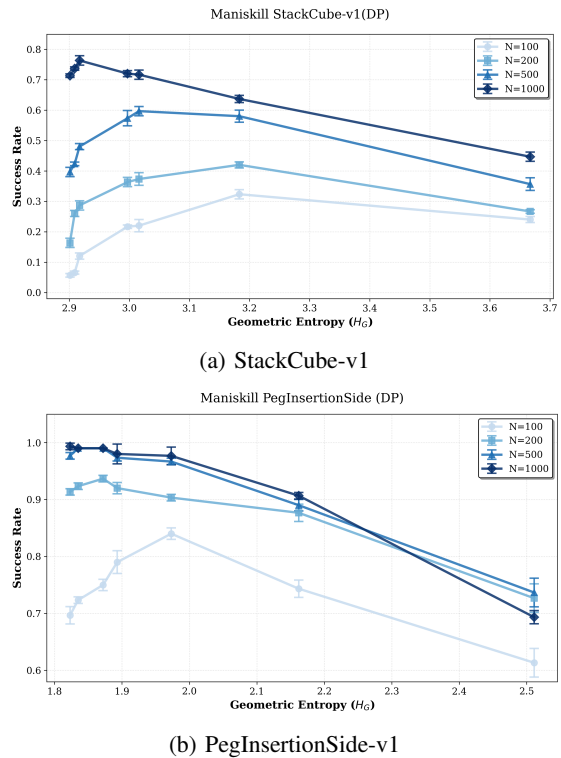 Maniskill StackCube-v1(DP)
N=100
N=200
N=500
N=1000
Success Rate
0.8
0.7
0.6
0.5
0.4
0.3
0.2
0.1
0.0
2.9 3.0 3.1 3.2 3.3 3.4 3.5 3.6 3.7
Geometric Entropy (H_G)
(a) StackCube-v1
Maniskill PegInsertionSide (DP)
N=100
N=200
N=500
N=1000
Success Rate
1.0
0.9
0.8
0.7
0.6
1.8 1.9 2.0 2.1 2.2 2.3 2.4 2.5
Geometric Entropy (H_G)
(b) PegInsertionSide-v1